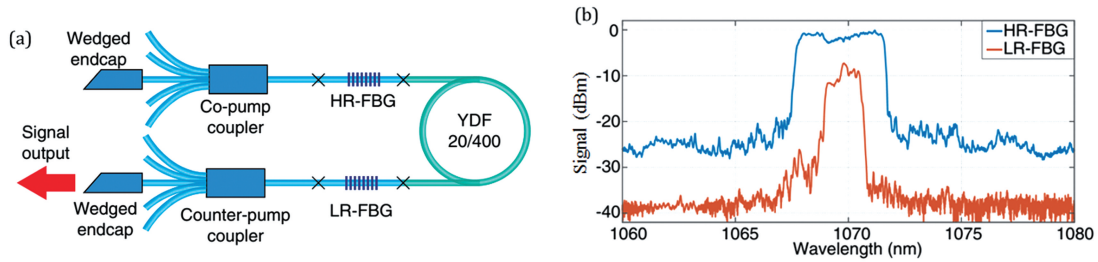 (a)
Wedged
endcap
Co-pump
coupler
HR-FBG
YDF
20/400
Signal
output
Wedged
endcap
Counter-pump
coupler
LR-FBG
(b)
HR-FBG
LR-FBG
Signal (dBm)
0
-10
-20
-30
-40
1060
1065
1070
1075
1080
Wavelength (nm)